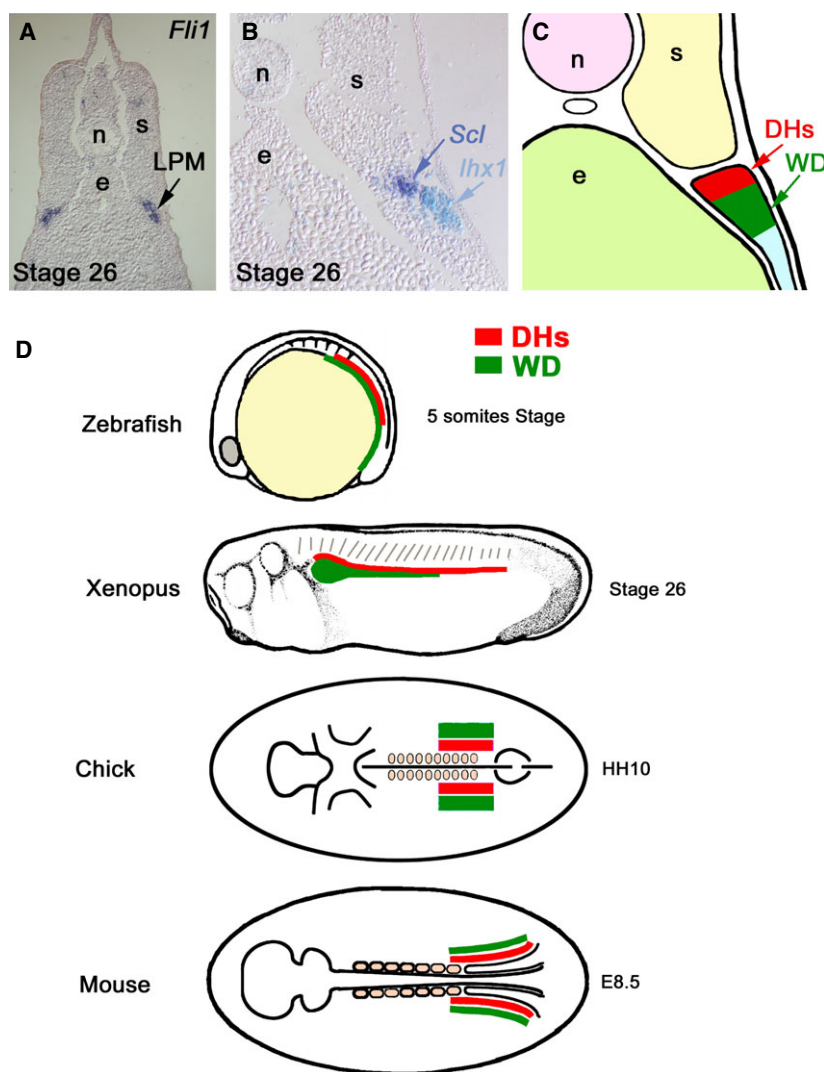 A
Fli1
n
s
e
LPM
Stage 26
B
n
s
e
Scl
lhx1
Stage 26
C
n
s
e
DHs
WD
D
DHs
WD
Zebrafish
5 somites Stage
Xenopus
Stage 26
Chick
HH10
Mouse
E8.5